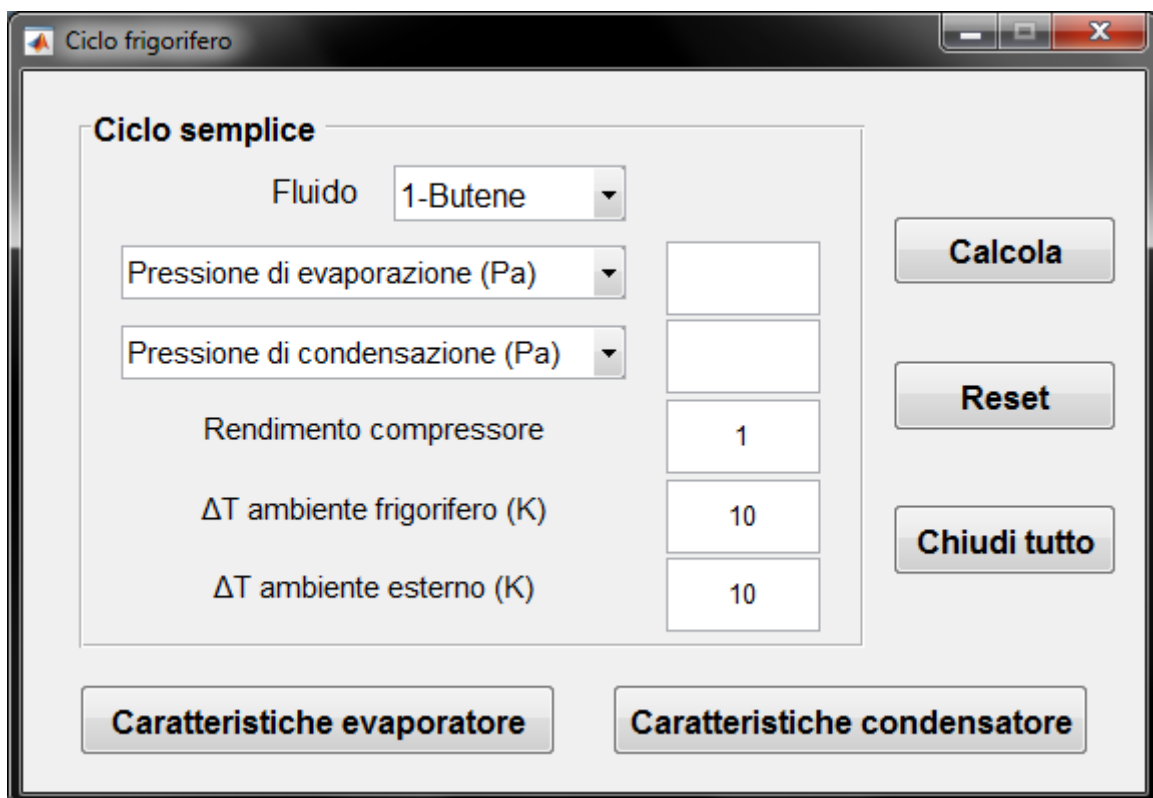 Ciclo frigorifero
Ciclo semplice
Fluido 1-Butene
Pressione di evaporazione (Pa)
Pressione di condensazione (Pa)
Rendimento compressore 1
ΔT ambiente frigorifero (K) 10
ΔT ambiente esterno (K) 10
Calcola
Reset
Chiudi tutto
Caratteristiche evaporatore
Caratteristiche condensatore